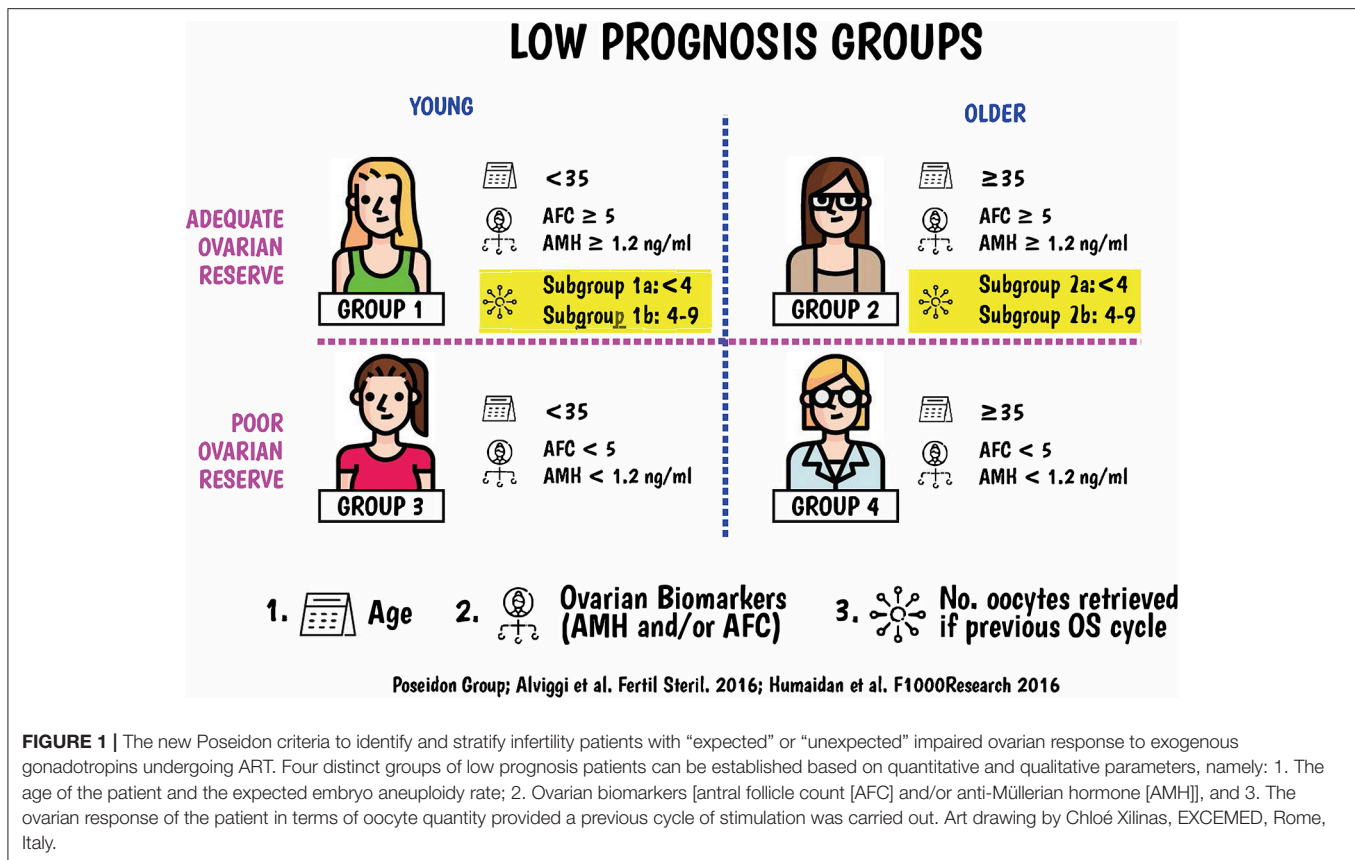 LOW PROGNOSIS GROUPS
YOUNG
OLDER
ADEQUATE
OVARIAN
RESERVE
<35
AFC ≥ 5
AMH ≥ 1.2 ng/ml
Subgroup 1a: <4
Subgroup 1b: 4-9
GROUP 1
≥35
AFC ≥ 5
AMH ≥ 1.2 ng/ml
Subgroup 2a: <4
Subgroup 2b: 4-9
GROUP 2
POOR
OVARIAN
RESERVE
<35
AFC < 5
AMH < 1.2 ng/ml
GROUP 3
≥35
AFC < 5
AMH < 1.2 ng/ml
GROUP 4
1. Age
2. Ovarian Biomarkers
(AMH and/or AFC)
3. No. oocytes retrieved
if previous OS cycle
Poseidon Group; Alviggi et al. Fertil Steril. 2016; Humaidan et al. F1000Research 2016
FIGURE 1 | The new Poseidon criteria to identify and stratify infertility patients with “expected” or “unexpected” impaired ovarian response to exogenous
gonadotropins undergoing ART. Four distinct groups of low prognosis patients can be established based on quantitative and qualitative parameters, namely: 1. The
age of the patient and the expected embryo aneuploidy rate; 2. Ovarian biomarkers [antral follicle count [AFC] and/or anti-Müllerian hormone [AMH]], and 3. The
ovarian response of the patient in terms of oocyte quantity provided a previous cycle of stimulation was carried out. Art drawing by Chloé Xilinas, EXCEMED, Rome,
Italy.